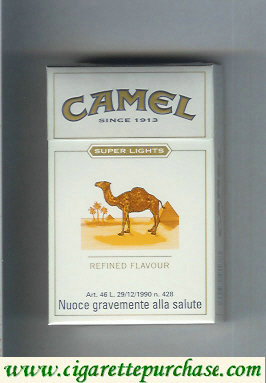 CAMEL
SINCE 1913
SUPER LIGHTS
REFINED FLAVOUR
Art. 46 L. 29/12/1990 n. 428
Nuoce gravemente alla salute
www.cigarettepurchase.com